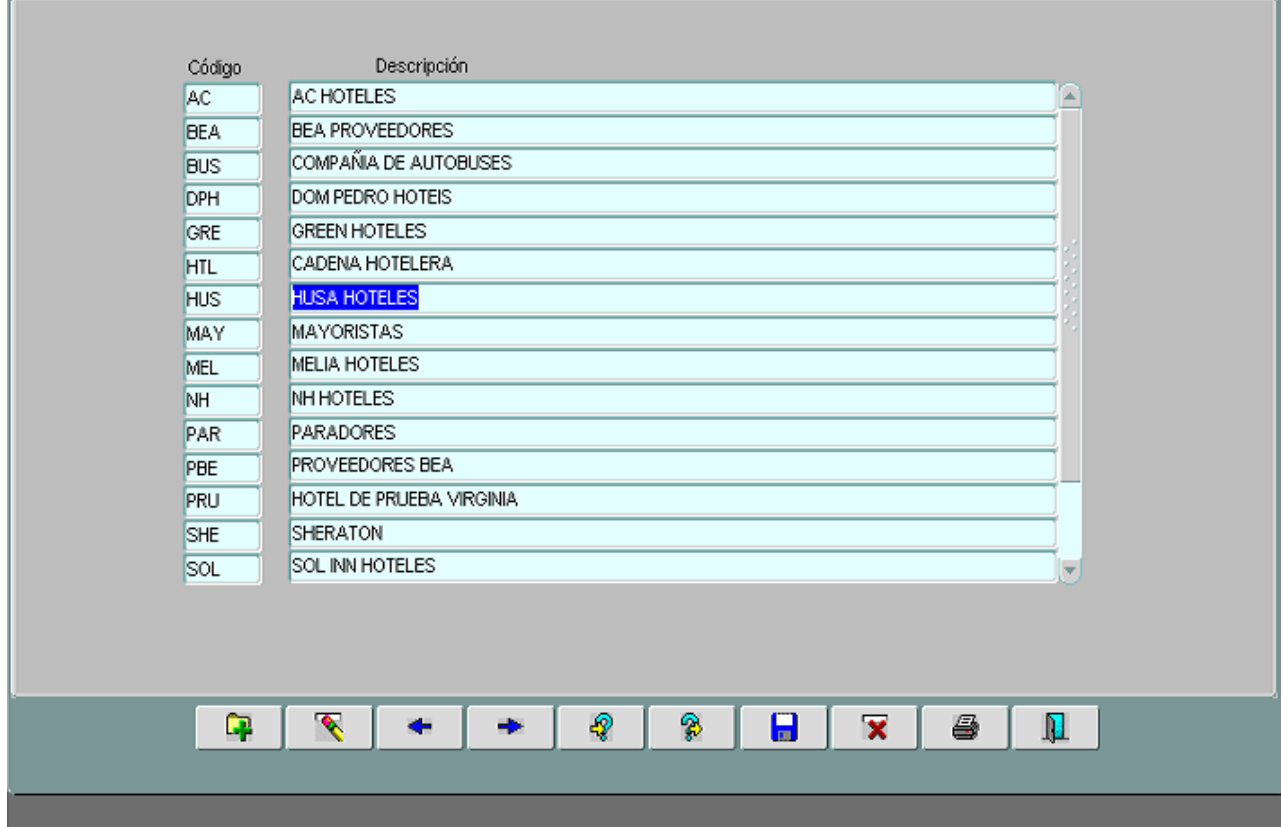 Código Descripción
AC AC HOTELES
BEA BEA PROVEEDORES
BUS COMPAÑIA DE AUTOBUSES
DPH DOM PEDRO HOTEIS
GRE GREEN HOTELES
HTL CADENA HOTELERA
HUS HUSA HOTELES
MAY MAYORISTAS
MEL MELIA HOTELES
NH NH HOTELES
PAR PARADORES
PBE PROVEEDORES BEA
PRU HOTEL DE PRUEBA VIRGINIA
SHE SHERATON
SOL SOL INN HOTELES